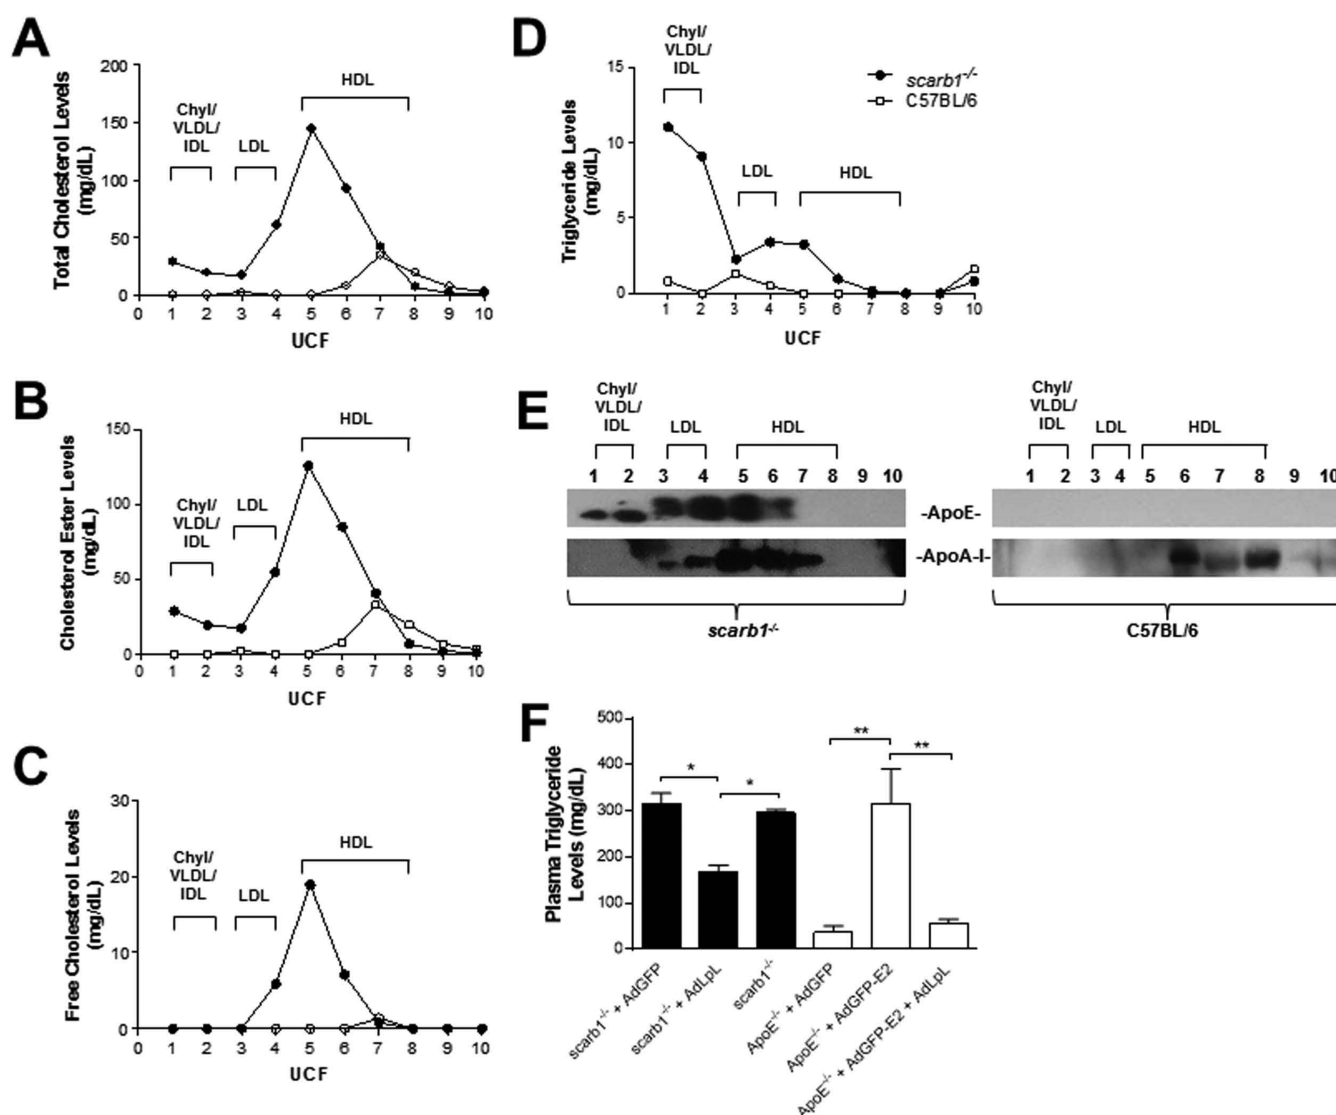 A
Total Cholesterol Levels
(mg/dL)
200
150
100
50
0
Chyl/
VLDL/
IDL
LDL
HDL
0 1 2 3 4 5 6 7 8 9 10
UCF
B
Cholesterol Ester Levels
(mg/dL)
150
100
50
0
Chyl/
VLDL/
IDL
LDL
HDL
0 1 2 3 4 5 6 7 8 9 10
UCF
C
Free Cholesterol Levels
(mg/dL)
30
20
10
0
Chyl/
VLDL/
IDL
LDL
HDL
0 1 2 3 4 5 6 7 8 9 10
UCF
D
Triglyceride Levels
(mg/dL)
15
10
5
0
Chyl/
VLDL/
IDL
LDL
HDL
scarb1-/-
C57BL/6
1 2 3 4 5 6 7 8 9 10
UCF
E
Chyl/
VLDL/
IDL
LDL
HDL
1 2 3 4 5 6 7 8 9 10
Chyl/
VLDL/
IDL
LDL
HDL
1 2 3 4 5 6 7 8 9 10
-ApoE-
-ApoA-I-
scarb1-/-
C57BL/6
F
Plasma Triglyceride
Levels (mg/dL)
500
400
300
200
100
0
*
*
**
**
scarb1-/- + AdGFP
scarb1-/- + AdLpL
scarb1-/-
ApoE-/- + AdGFP
ApoE-/- + AdGFP-E2
ApoE-/- + AdGFP-E2 + AdLpL